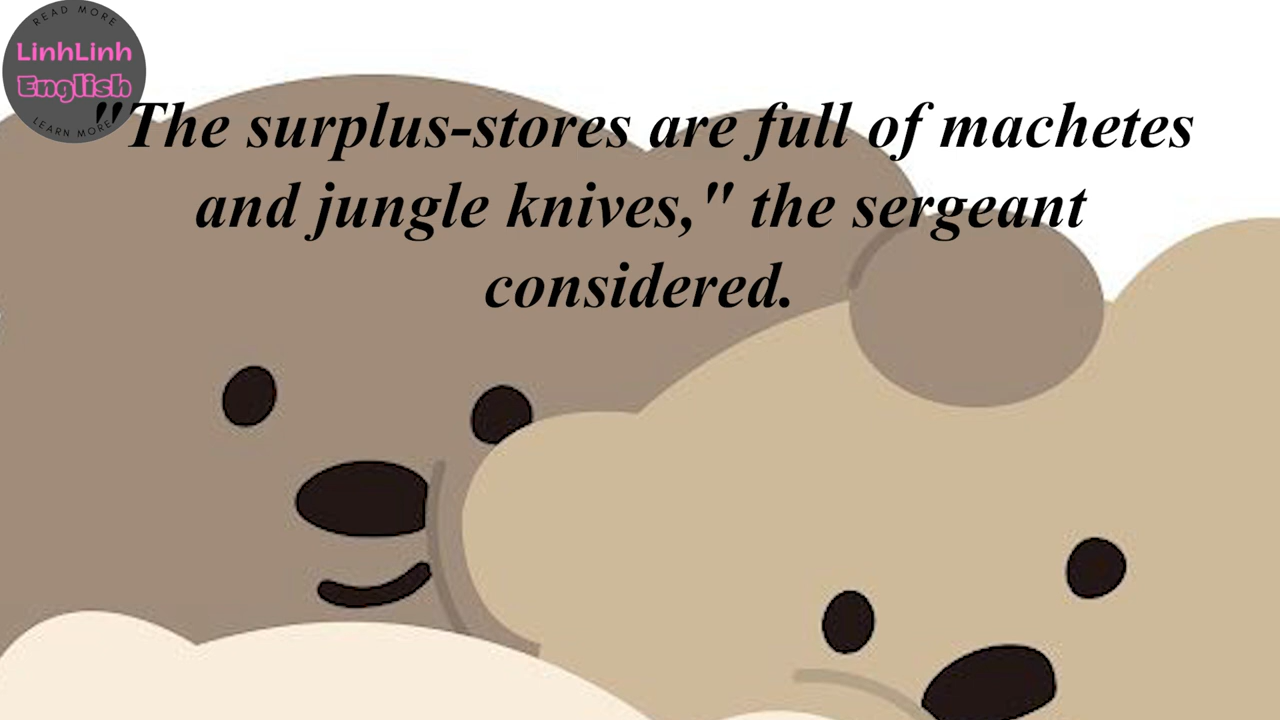 READ MORE
LinhLinh
English
LEARN MORE
"The surplus-stores are full of machetes
and jungle knives," the sergeant
considered.